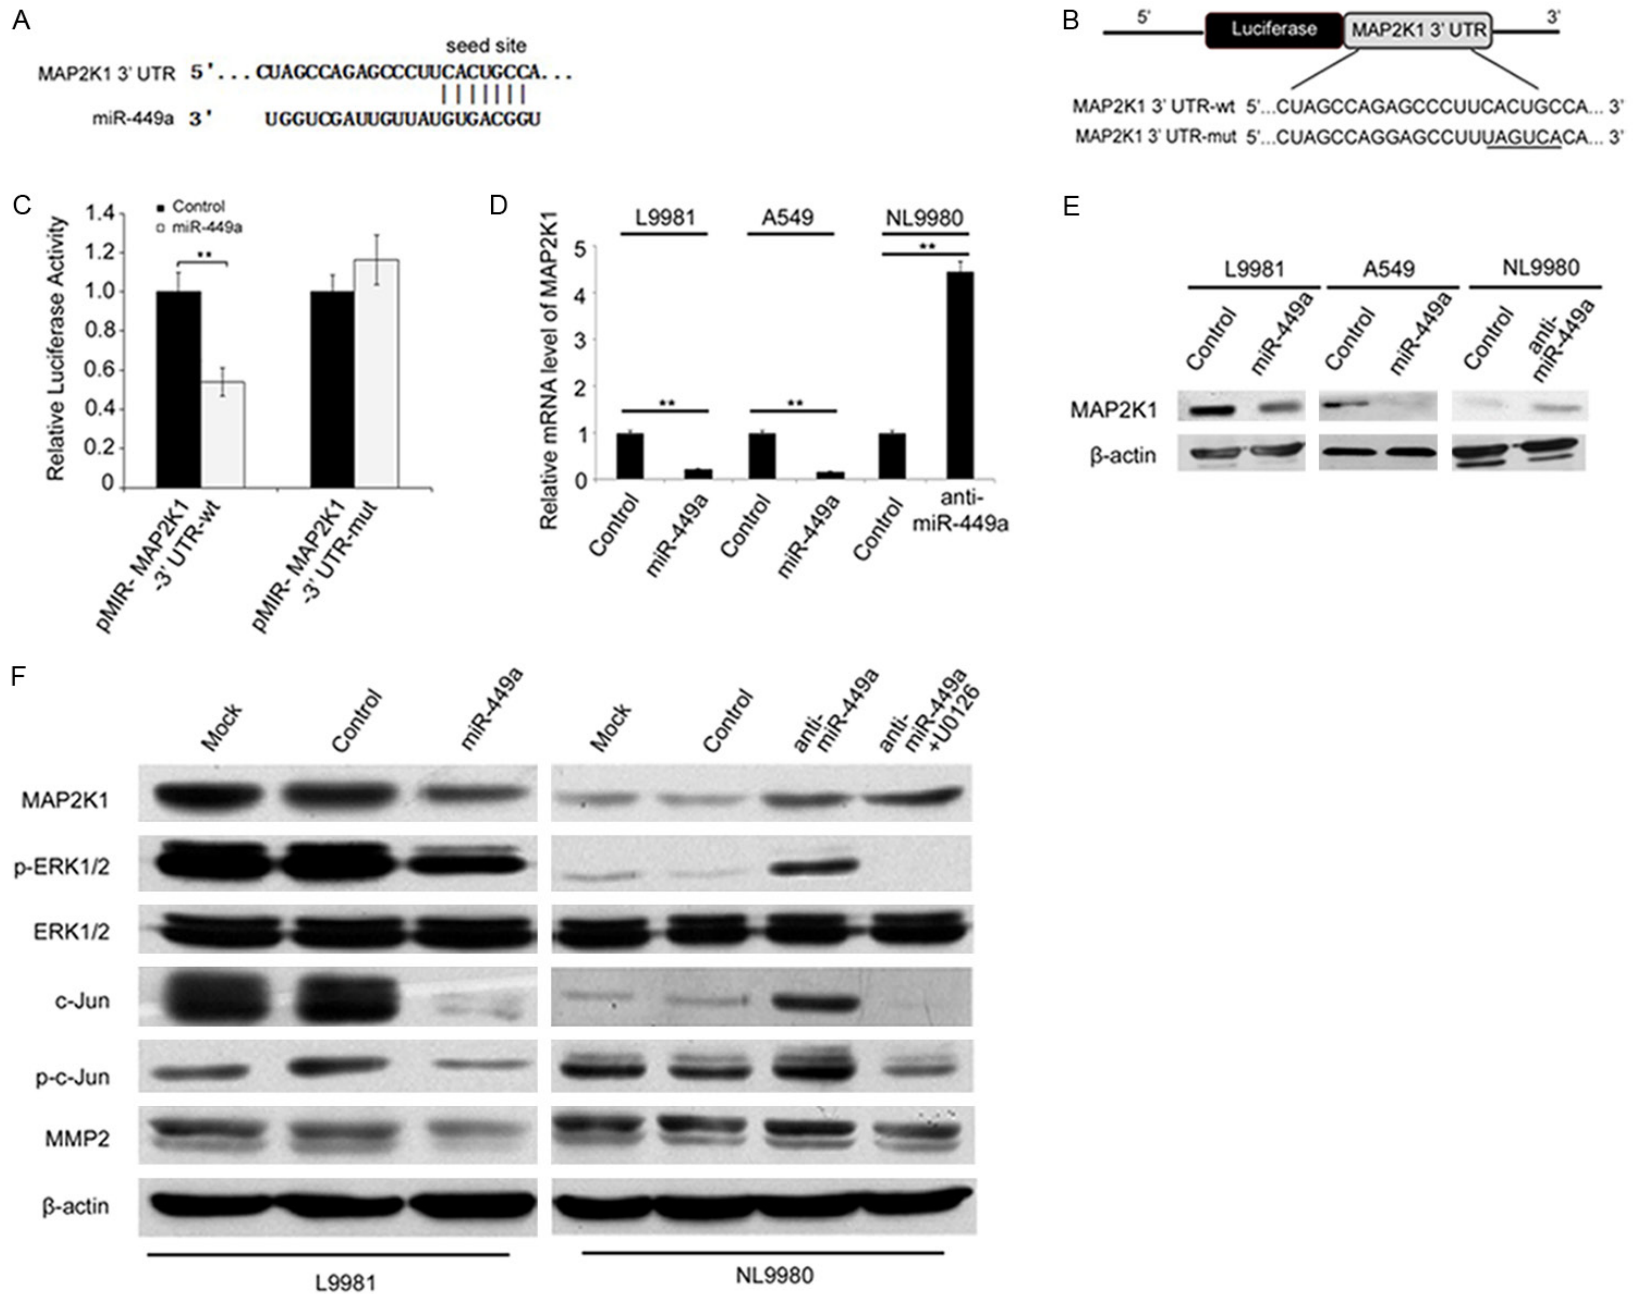 A
seed site
MAP2K1 3' UTR 5'... CUAGCCAGAGCCCUUCACUGCCA...
miR-449a 3' UGGUCGAUUGUUAUGUGACGGU
B
5' Luciferase MAP2K1 3' UTR 3'
MAP2K1 3' UTR-wt 5'...CUAGCCAGAGCCCUUCACUGCCA... 3'
MAP2K1 3' UTR-mut 5'...CUAGCCAGGAGCCUUUAGUCACA... 3'
C
Relative Luciferase Activity
1.4
1.2
1.0
0.8
0.6
0.4
0.2
0
Control
miR-449a
**
pMIR- MAP2K1
-3' UTR-wt
pMIR- MAP2K1
-3' UTR-mut
D
Relative mRNA level of MAP2K1
L9981 A549 NL9980
5
4
3
2
1
0
** ** **
Control miR-449a Control miR-449a Control anti-
miR-449a
E
L9981 A549 NL9980
Control miR-449a Control miR-449a Control anti-
miR-449a
MAP2K1
β-actin
F
Mock Control miR-449a Mock Control anti-
miR-449a anti-
miR-449a
+U0126
MAP2K1
p-ERK1/2
ERK1/2
c-Jun
p-c-Jun
MMP2
β-actin
L9981 NL9980